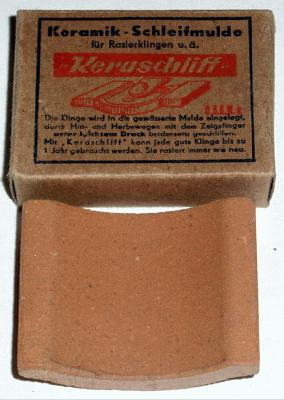 Keramik-Schleifmulde
für Rasierklingen u. ä.
"Keraschliff"
D.R.G.M.
Die Klinge wird in die gewässerte Mulde eingelegt,
durch Hin- und Herbewegen mit dem Zeigefinger
unter leichtem Druck beiderseits geschliffen.
Mit „Keraschliff" kann jede gute Klinge bis zu
1 Jahr gebraucht werden. Sie rasiert immer wie neu.